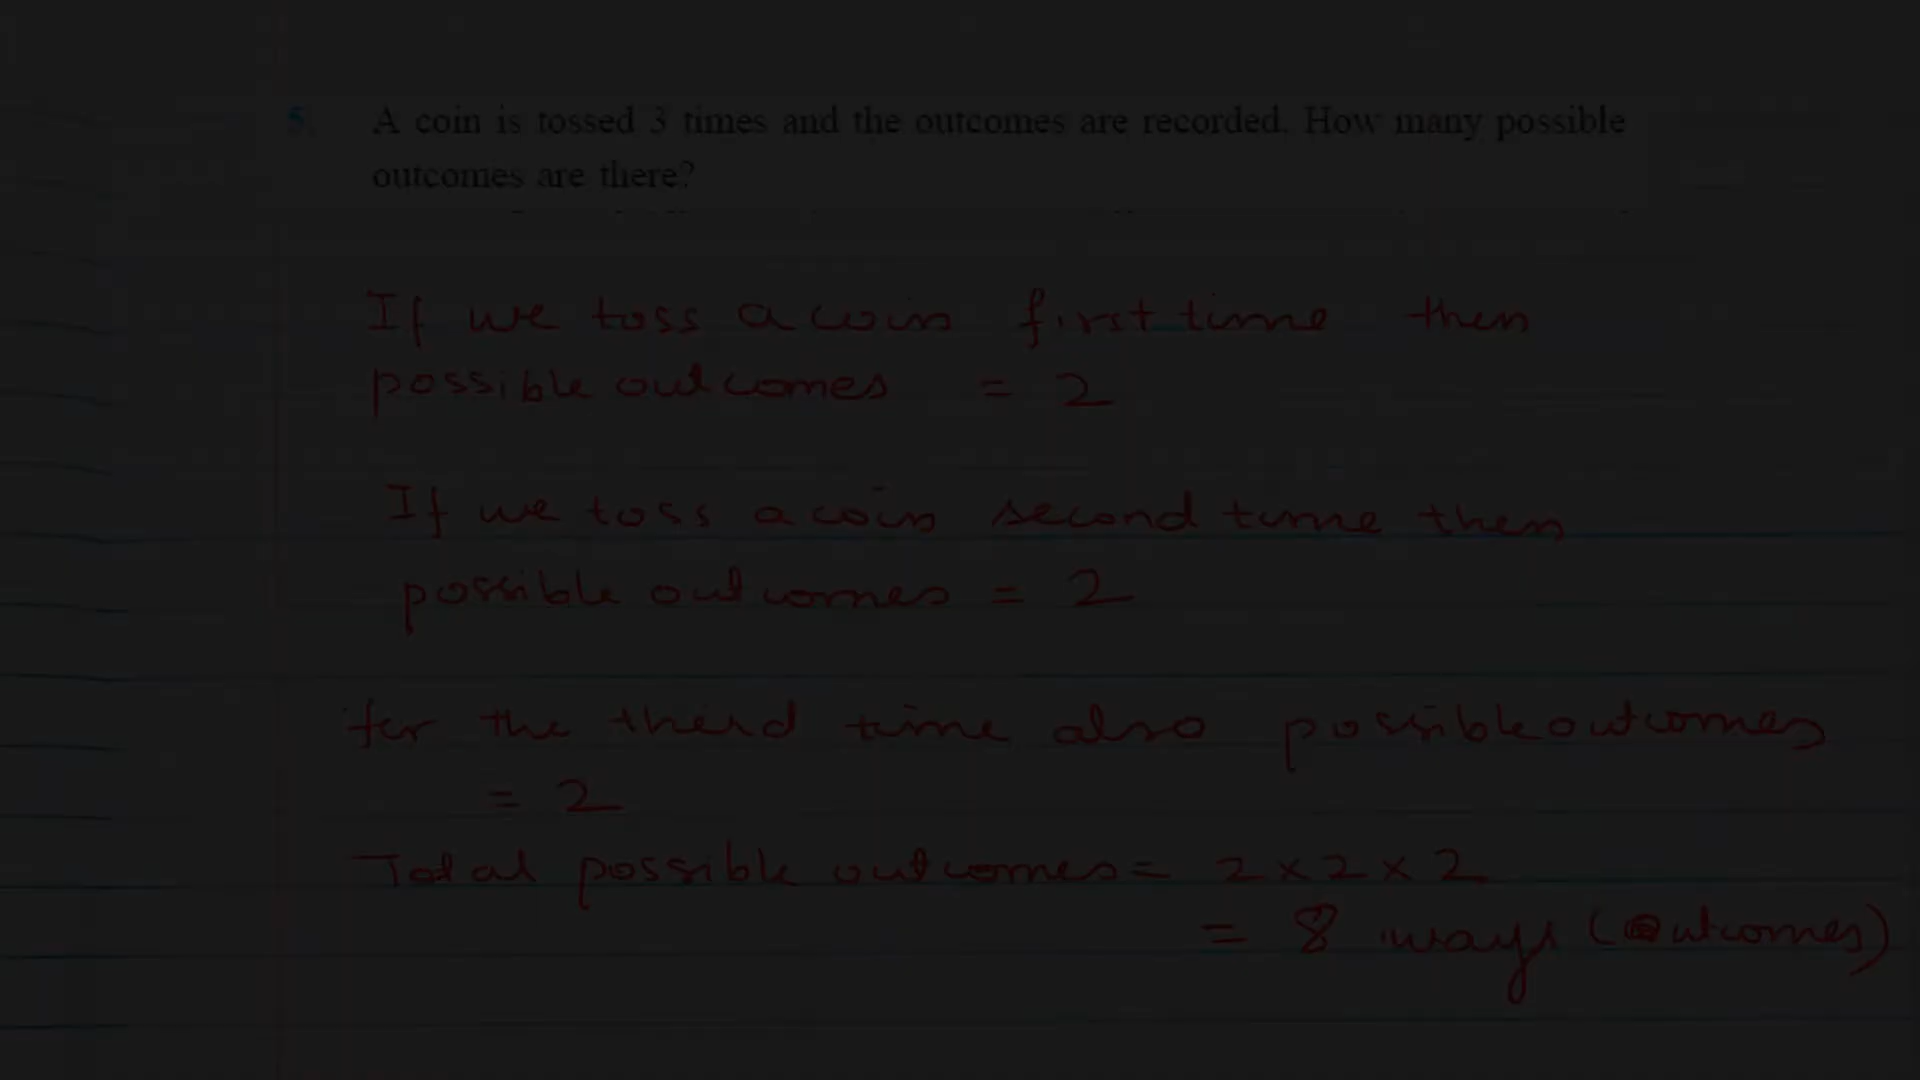 5. A coin is tossed 3 times and the outcomes are recorded. How many possible
outcomes are there?
If we toss a coin first time then
possible outcomes = 2
If we toss a coin second time then
possible outcomes = 2
for the therd time also possible outcomes
= 2
Total possible outcomes = 2 x 2 x 2
= 8 ways (Outcomes)